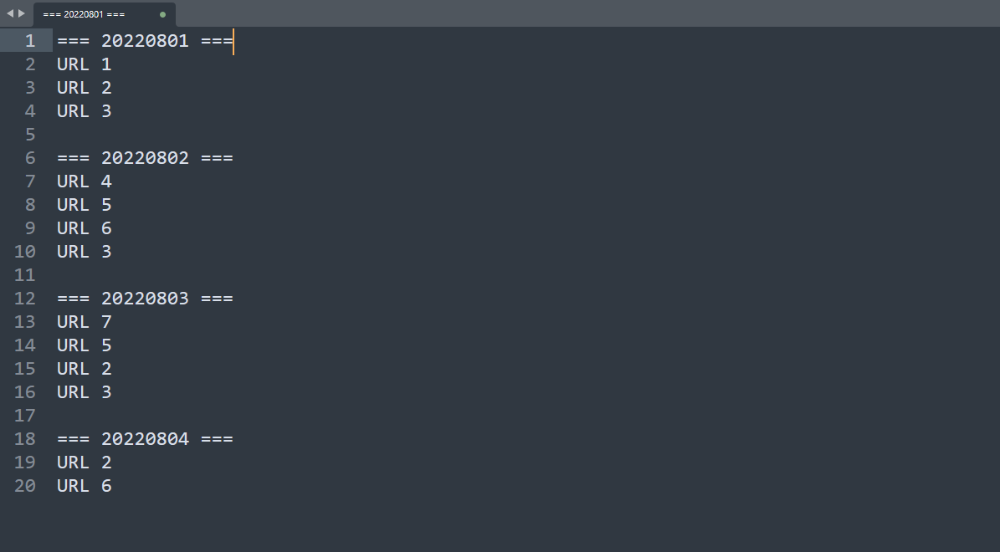 === 20220801 ===
1 === 20220801 ===
2 URL 1
3 URL 2
4 URL 3
5
6 === 20220802 ===
7 URL 4
8 URL 5
9 URL 6
10 URL 3
11
12 === 20220803 ===
13 URL 7
14 URL 5
15 URL 2
16 URL 3
17
18 === 20220804 ===
19 URL 2
20 URL 6